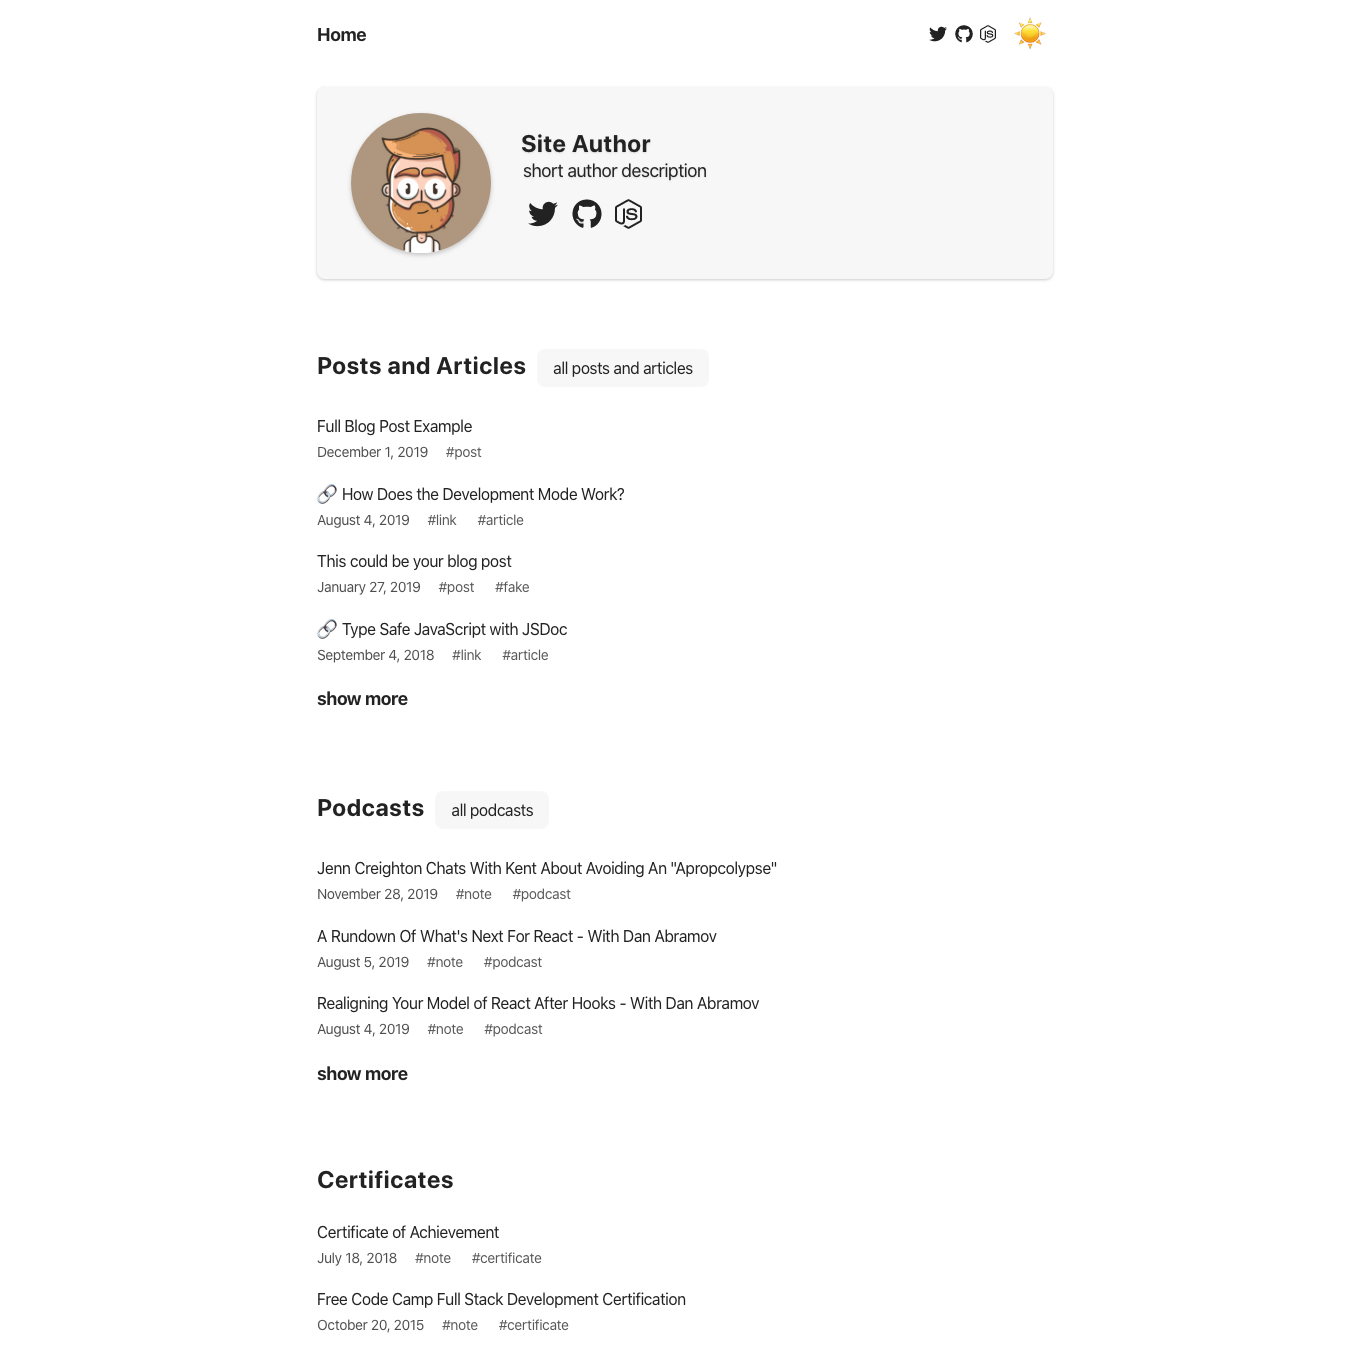 Home
Site Author
short author description
Posts and Articles all posts and articles
Full Blog Post Example
December 1, 2019 #post
🔗 How Does the Development Mode Work?
August 4, 2019 #link #article
This could be your blog post
January 27, 2019 #post #fake
🔗 Type Safe JavaScript with JSDoc
September 4, 2018 #link #article
show more
Podcasts all podcasts
Jenn Creighton Chats With Kent About Avoiding An "Apropcolypse"
November 28, 2019 #note #podcast
A Rundown Of What's Next For React - With Dan Abramov
August 5, 2019 #note #podcast
Realigning Your Model of React After Hooks - With Dan Abramov
August 4, 2019 #note #podcast
show more
Certificates
Certificate of Achievement
July 18, 2018 #note #certificate
Free Code Camp Full Stack Development Certification
October 20, 2015 #note #certificate